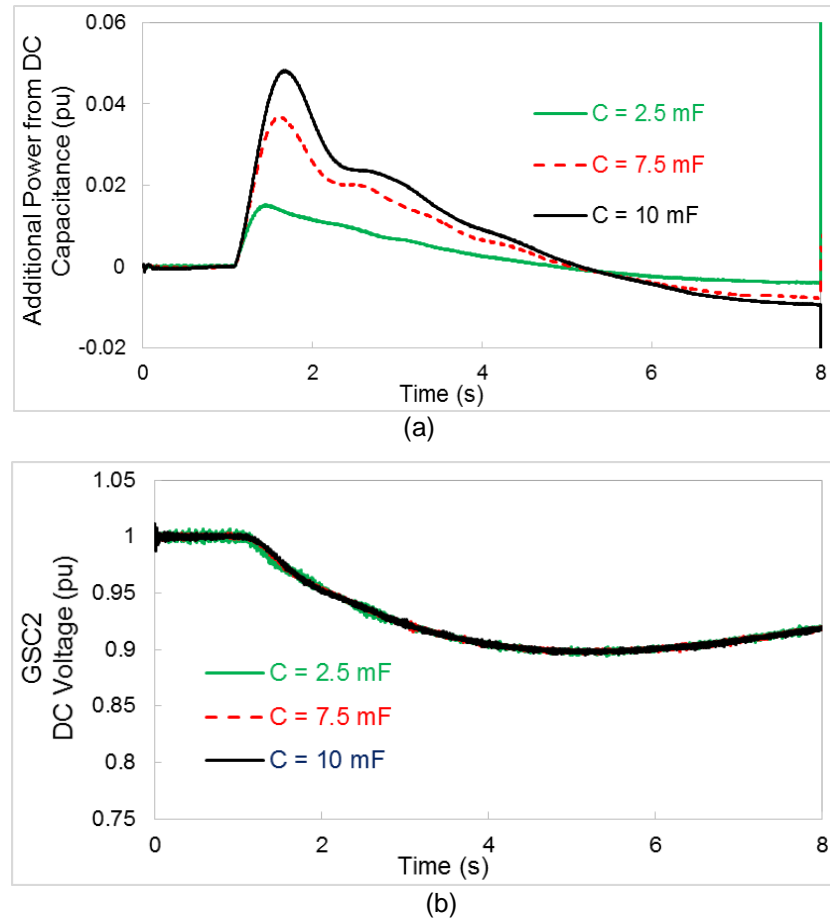 0.06
0.04
0.02
0
-0.02
Additional Power from DC
Capacitance (pu)
C = 2.5 mF
C = 7.5 mF
C = 10 mF
0 2 4 6 8
Time (s)
(a)
1.05
1
0.95
0.9
0.85
0.8
0.75
GSC2
DC Voltage (pu)
C = 2.5 mF
C = 7.5 mF
C = 10 mF
0 2 4 6 8
Time (s)
(b)